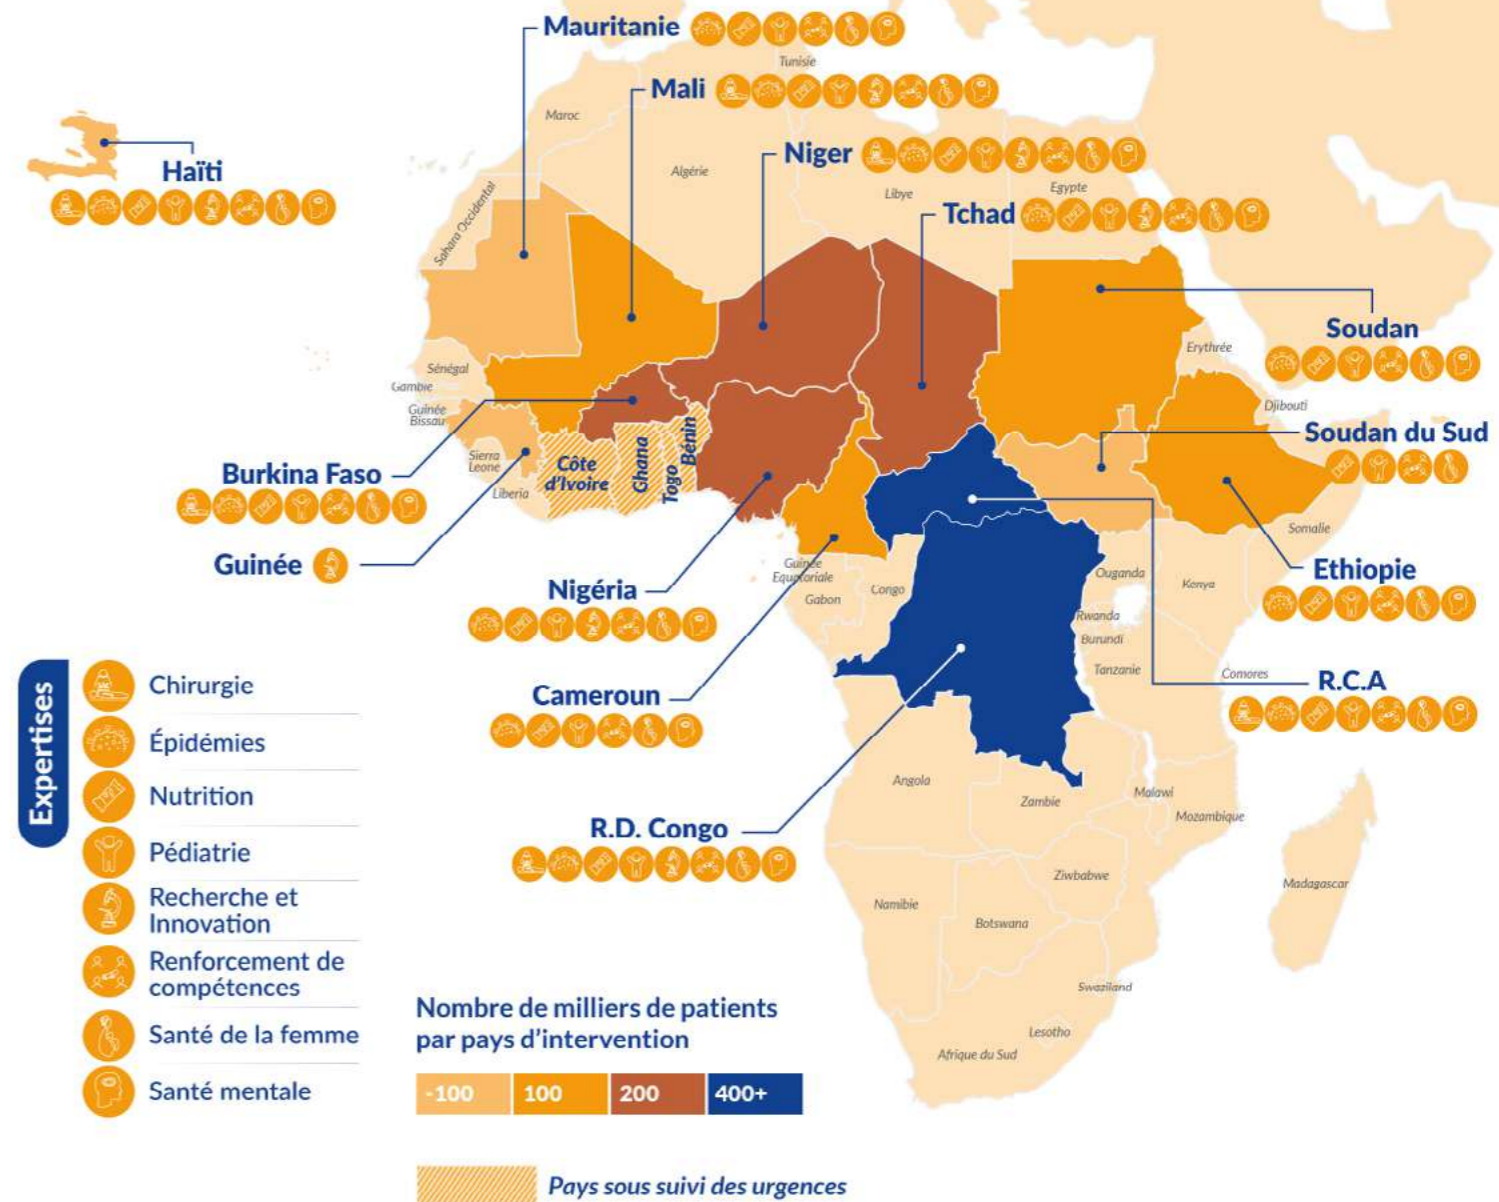 Mauritanie
Tunisie
Mali
Maroc
Niger
Haïti
Algérie
Libye
Egypte
Sahara Occidental
Tchad
Soudan
Erythrée
Sénégal
Gambie
Guinée
Bissau
Djibouti
Soudan du Sud
Sierra
Leone
Liberia
Côte
d'Ivoire
Ghana
Togo
Bénin
Burkina Faso
Somalie
Guinée
Nigéria
Guinée
Equatoriale
Gabon
Congo
Ouganda
Kenya
Ethiopie
Rwanda
Burundi
Tanzanie
Comores
R.C.A
Cameroun
Angola
Zambie
Malawi
Mozambique
R.D. Congo
Ziwbabwe
Namibie
Botswana
Madagascar
Swaziland
Lesotho
Afrique du Sud
Expertises
Chirurgie
Épidémies
Nutrition
Pédiatrie
Recherche et
Innovation
Renforcement de
compétences
Santé de la femme
Santé mentale
Nombre de milliers de patients
par pays d'intervention
-100 100 200 400+
Pays sous suivi des urgences